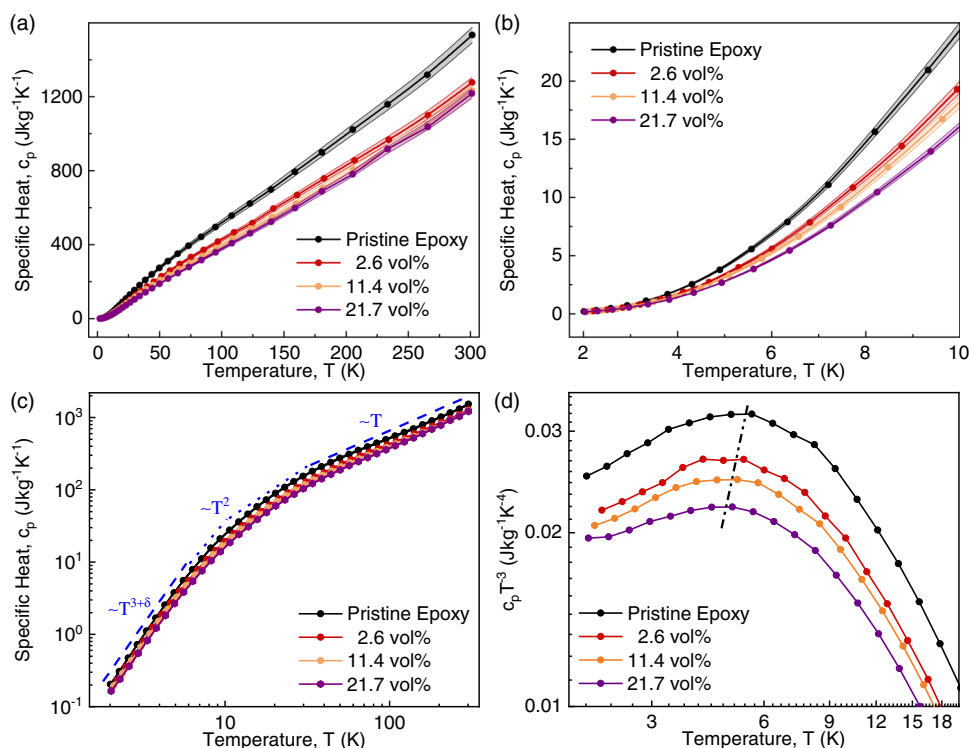 (a)
Specific Heat, c_p (Jkg⁻¹K⁻¹)
1200
800
400
0
Pristine Epoxy
2.6 vol%
11.4 vol%
21.7 vol%
0 50 100 150 200 250 300
Temperature, T (K)
(b)
Specific Heat, c_p (Jkg⁻¹K⁻¹)
20
15
10
5
0
Pristine Epoxy
2.6 vol%
11.4 vol%
21.7 vol%
2 4 6 8 10
Temperature, T (K)
(c)
Specific Heat, c_p (Jkg⁻¹K⁻¹)
10³
10²
10¹
10⁰
10⁻¹
~T
~T²
~T³⁺ᵟ
Pristine Epoxy
2.6 vol%
11.4 vol%
21.7 vol%
10 100
Temperature, T (K)
(d)
c_pT⁻³ (Jkg⁻¹K⁻⁴)
0.03
0.02
0.01
Pristine Epoxy
2.6 vol%
11.4 vol%
21.7 vol%
3 6 9 12 15 18
Temperature, T (K)